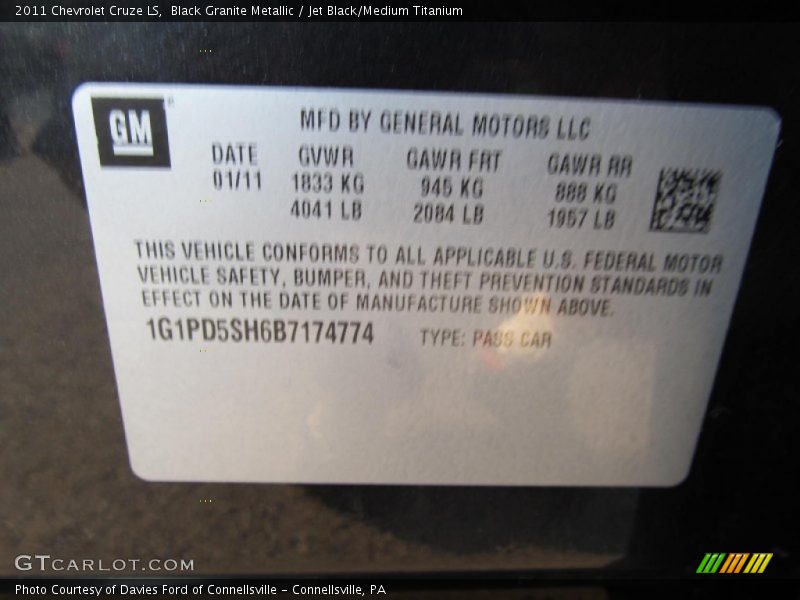 2011 Chevrolet Cruze LS,  Black Granite Metallic / Jet Black/Medium Titanium
GM
MFD BY GENERAL MOTORS LLC
DATE GVWR GAWR FRT GAWR RR
01/11 1833 KG 945 KG 888 KG
4041 LB 2084 LB 1957 LB
THIS VEHICLE CONFORMS TO ALL APPLICABLE U.S. FEDERAL MOTOR
VEHICLE SAFETY, BUMPER, AND THEFT PREVENTION STANDARDS IN
EFFECT ON THE DATE OF MANUFACTURE SHOWN ABOVE.
1G1PD5SH6B7174774 TYPE: PASS CAR
GTCARLOT.COM
Photo Courtesy of Davies Ford of Connellsville - Connellsville, PA